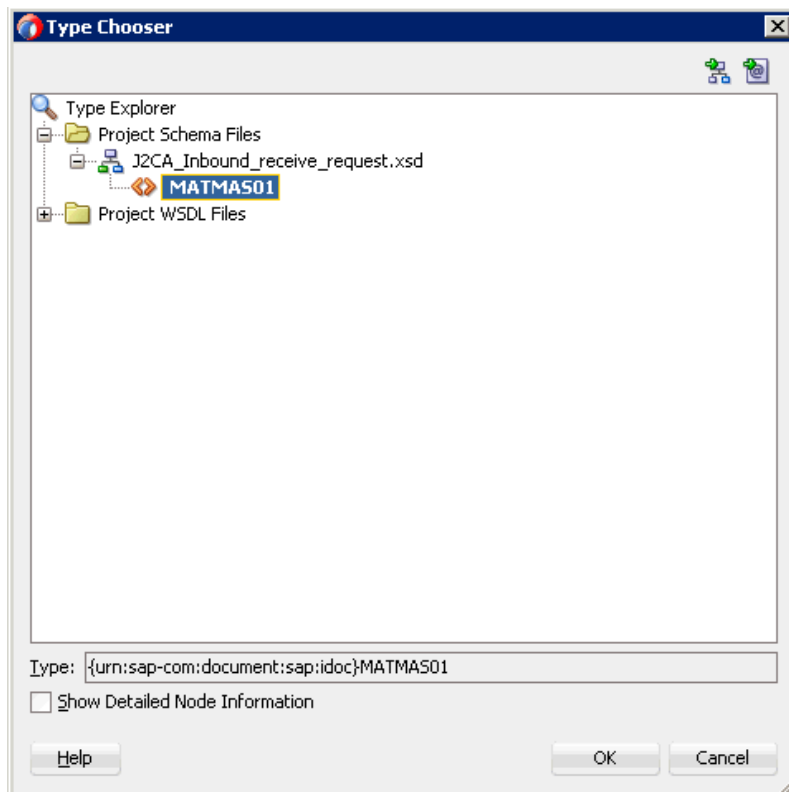 Type Chooser
Type Explorer
Project Schema Files
J2CA_Inbound_receive_request.xsd
MATMAS01
Project WSDL Files
Type: {urn:sap-com:document:sap:idoc}MATMAS01
Show Detailed Node Information
Help OK Cancel